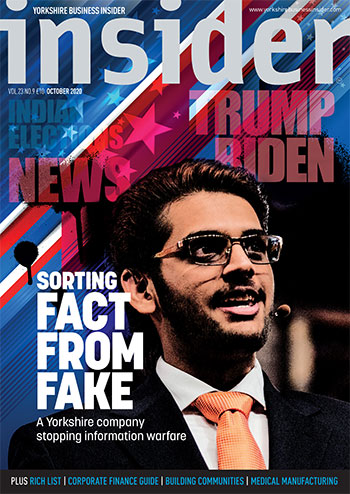 YORKSHIRE BUSINESS INSIDER
www.yorkshirebusinessinsider.com
insider
VOL 23 NO.9 £10 OCTOBER 2020
INDIAN
ELECTIONS
NEWS
TRUMP
BIDEN
SORTING
FACT
FROM
FAKE
A Yorkshire company
stopping information warfare
PLUS RICH LIST | CORPORATE FINANCE GUIDE | BUILDING COMMUNITIES | MEDICAL MANUFACTURING